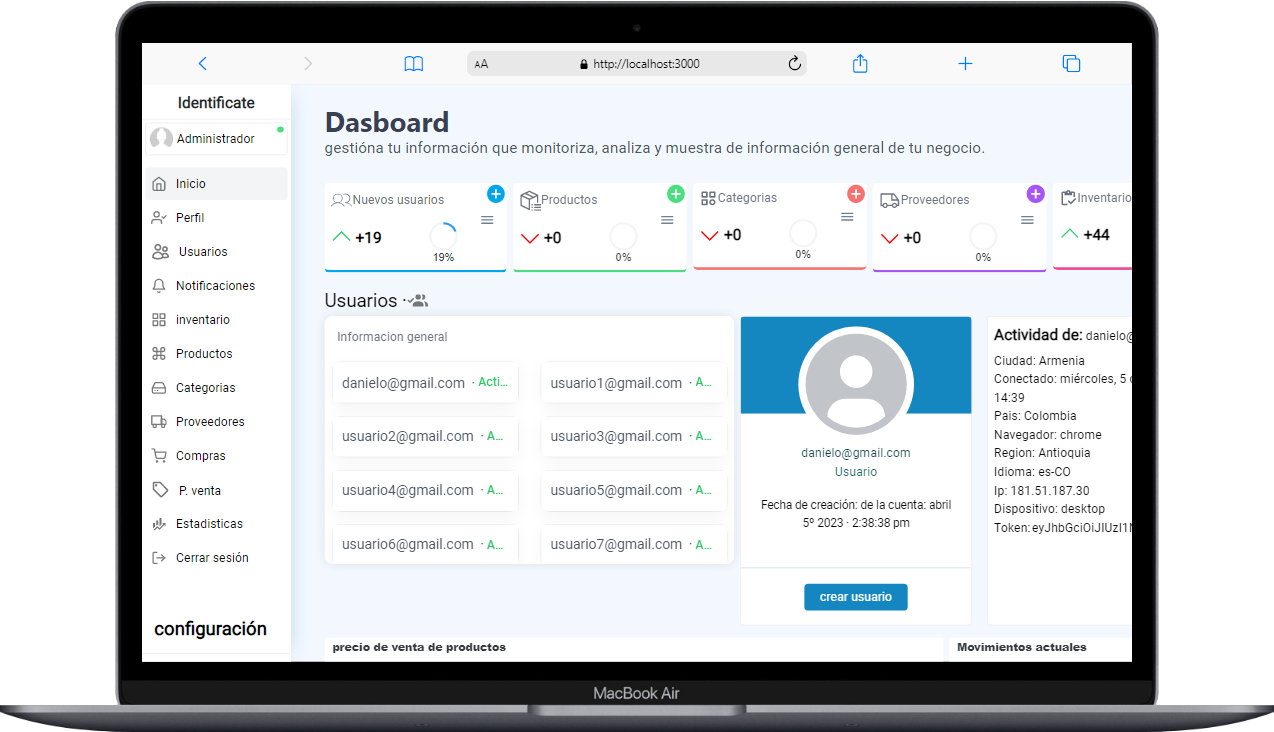 AA
http://localhost:3000
Identificate
Administrador
Inicio
Perfil
Usuarios
Notificaciones
inventario
Productos
Categorias
Proveedores
Compras
P. venta
Estadisticas
Cerrar sesión
configuración
Dasboard
gestióna tu información que monitoriza, analiza y muestra de información general de tu negocio.
Nuevos usuarios
+19
19%
Productos
+0
0%
Categorias
+0
0%
Proveedores
+0
0%
Inventario
+44
Usuarios ·
Informacion general
danielo@gmail.com · Acti...
usuario1@gmail.com · A...
usuario2@gmail.com · A...
usuario3@gmail.com · A...
usuario4@gmail.com · A...
usuario5@gmail.com · A...
usuario6@gmail.com · A...
usuario7@gmail.com · A...
danielo@gmail.com
Usuario
Fecha de creación: de la cuenta: abril
5º 2023 · 2:38:38 pm
crear usuario
Actividad de: danielo@
Ciudad: Armenia
Conectado: miércoles, 5
14:39
Pais: Colombia
Navegador: chrome
Region: Antioquia
Idioma: es-CO
Ip: 181.51.187.30
Dispositivo: desktop
Token:
precio de venta de productos
Movimientos actuales
MacBook Air